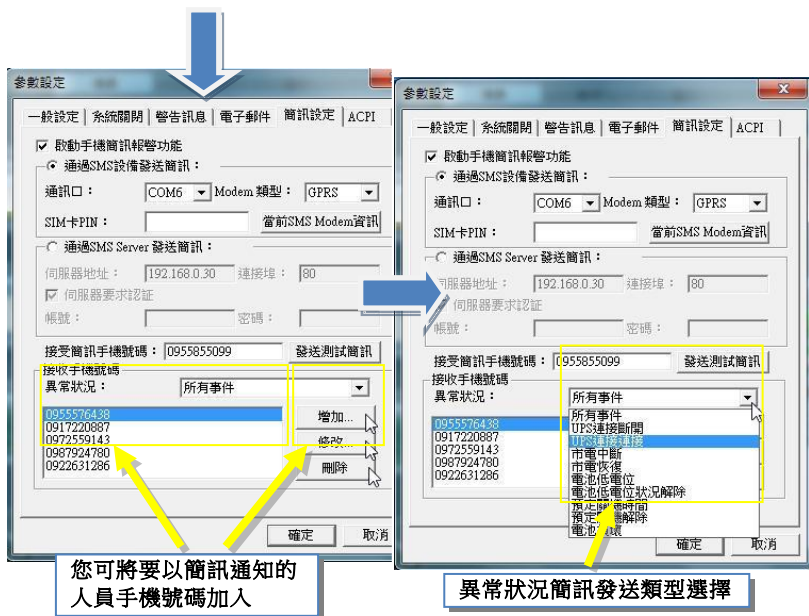 參數設定
一般設定 系統關閉 警告訊息 電子郵件 簡訊設定 ACPI
啟動手機簡訊報警功能
通過SMS設備發送簡訊：
通訊口： COM6 Modem 類型： GPRS
SIM卡PIN： 當前SMS Modem資訊
通過SMS Server 發送簡訊：
伺服器地址： 192.168.0.30 連接埠： 80
伺服器要求認証
帳號： 密碼：
接受簡訊手機號碼： 0955855099 發送測試簡訊
接收手機號碼
異常狀況： 所有事件
0955576438
0917220887
0972559143
0987924780
0922631286
增加...
修改...
刪除
確定 取消
您可將要以簡訊通知的
人員手機號碼加入
參數設定
一般設定 系統關閉 警告訊息 電子郵件 簡訊設定 ACPI
啟動手機簡訊報警功能
通過SMS設備發送簡訊：
通訊口： COM6 Modem 類型： GPRS
SIM卡PIN： 當前SMS Modem資訊
通過SMS Server 發送簡訊：
伺服器地址： 192.168.0.30 連接埠： 80
伺服器要求認証
帳號： 密碼：
接受簡訊手機號碼： 0955855099 發送測試簡訊
接收手機號碼
異常狀況： 所有事件
0955576438
0917220887
0972559143
0987924780
0922631286
所有事件
UPS連接斷開
UPS連接連接
市電中斷
市電恢復
電池低電位
電池低電位狀況解除
預定關機時間
預定關機解除
電池損壞
確定 取消
異常狀況簡訊發送類型選擇